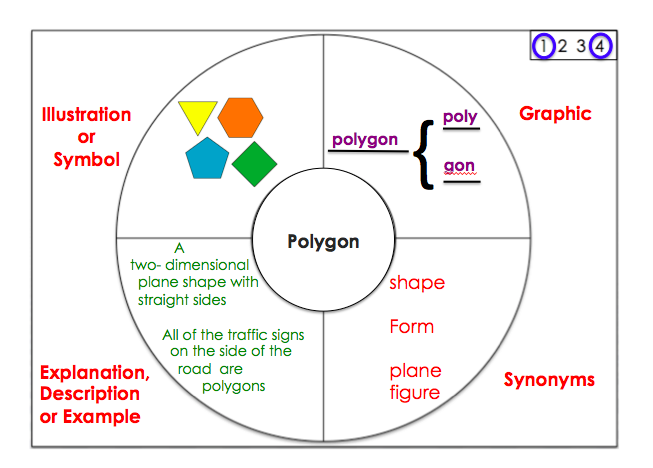 1 2 3 4
Illustration
or
Symbol
Graphic
polygon
poly
gon
Polygon
A
two- dimensional
plane shape with
straight sides
All of the traffic signs
on the side of the
road are
polygons
shape
Form
plane
figure
Explanation,
Description
or Example
Synonyms